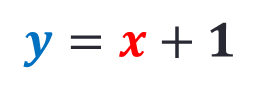 y = x + 1